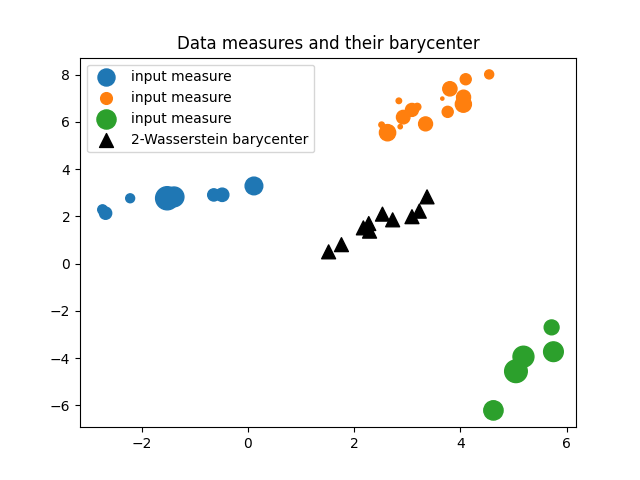 Data measures and their barycenter
input measure
input measure
input measure
2-Wasserstein barycenter
8
6
4
2
0
−2
−4
−6
−2
0
2
4
6